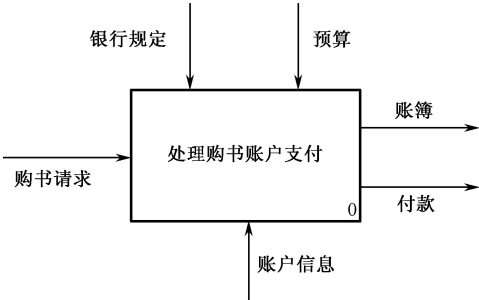 银行规定
预算
账簿
处理购书账户支付
购书请求
付款
0
账户信息